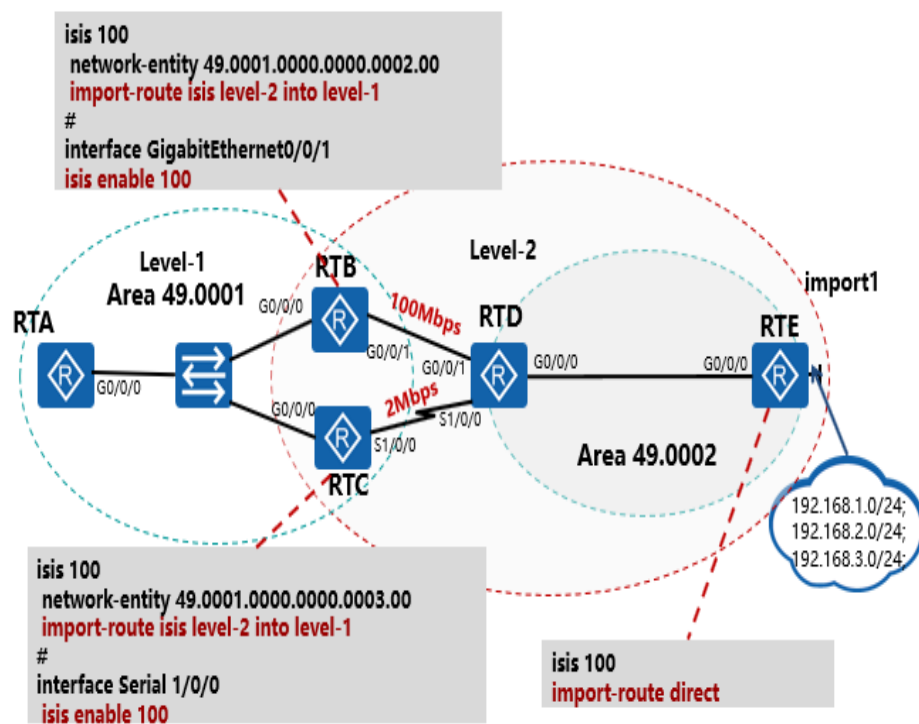 isis 100
network-entity 49.0001.0000.0000.0002.00
import-route isis level-2 into level-1
#
interface GigabitEthernet0/0/1
isis enable 100
Level-1
Area 49.0001
RTA
G0/0/0
G0/0/0
RTB
G0/0/1
100Mbps
Level-2
RTD
G0/0/1
G0/0/0
import1
RTE
G0/0/0
R
R
R
R
R
G0/0/0
RTC
S1/0/0
2Mbps
S1/0/0
Area 49.0002
192.168.1.0/24;
192.168.2.0/24;
192.168.3.0/24;
isis 100
network-entity 49.0001.0000.0000.0003.00
import-route isis level-2 into level-1
#
interface Serial 1/0/0
isis enable 100
isis 100
import-route direct